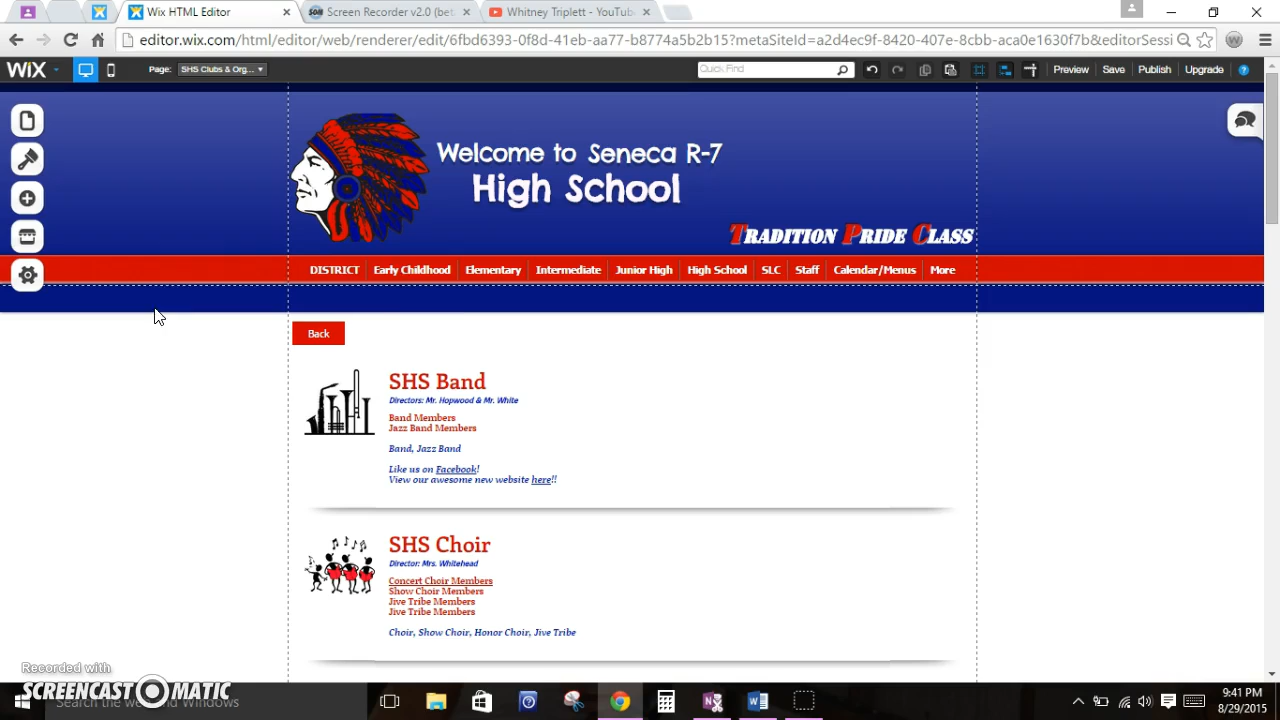 Wix HTML Editor
Screen Recorder v2.0 (bet
Whitney Triplett - YouTub
editor.wix.com/html/editor/web/renderer/edit/6fbd6393-0f8d-41eb-aa77-b8774a5b2b15?metaSiteId=a2d4ec9f-8420-407e-8cbb-aca0e1630f7b&editorSessi
WIX Page: SHS Clubs & Org... Quick Find Preview Save Publish Upgrade
Welcome to Seneca R-7
High School
Tradition Pride Class
DISTRICT Early Childhood Elementary Intermediate Junior High High School SLC Staff Calendar/Menus More
Back
SHS Band
Directors: Mr. Hopwood & Mr. White
Band Members
Jazz Band Members
Band, Jazz Band
Like us on Facebook!
View our awesome new website here!!
SHS Choir
Director: Mrs. Whitehead
Concert Choir Members
Show Choir Members
Jive Tribe Members
Jive Tribe Members
Choir, Show Choir, Honor Choir, Jive Tribe
Recorded with
SCREENCAST-O-MATIC
Search the web and Windows
9:41 PM
8/29/2015